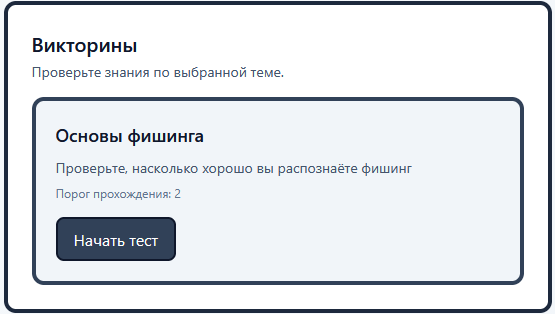 Викторины
Проверьте знания по выбранной теме.
Основы фишинга
Проверьте, насколько хорошо вы распознаёте фишинг
Порог прохождения: 2
Начать тест